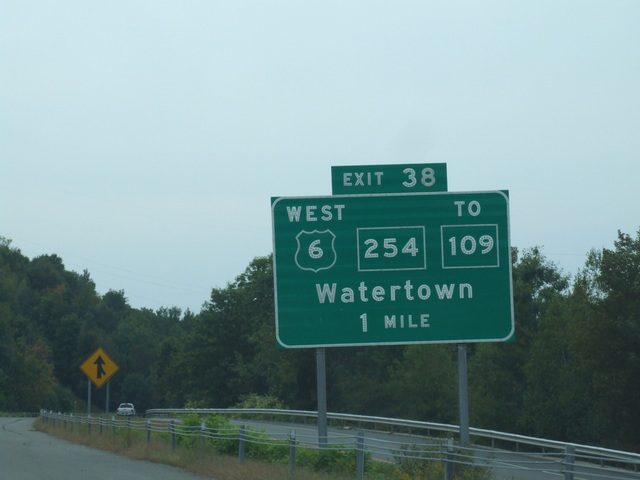 EXIT 38
WEST TO
6 254 109
Watertown
1 MILE